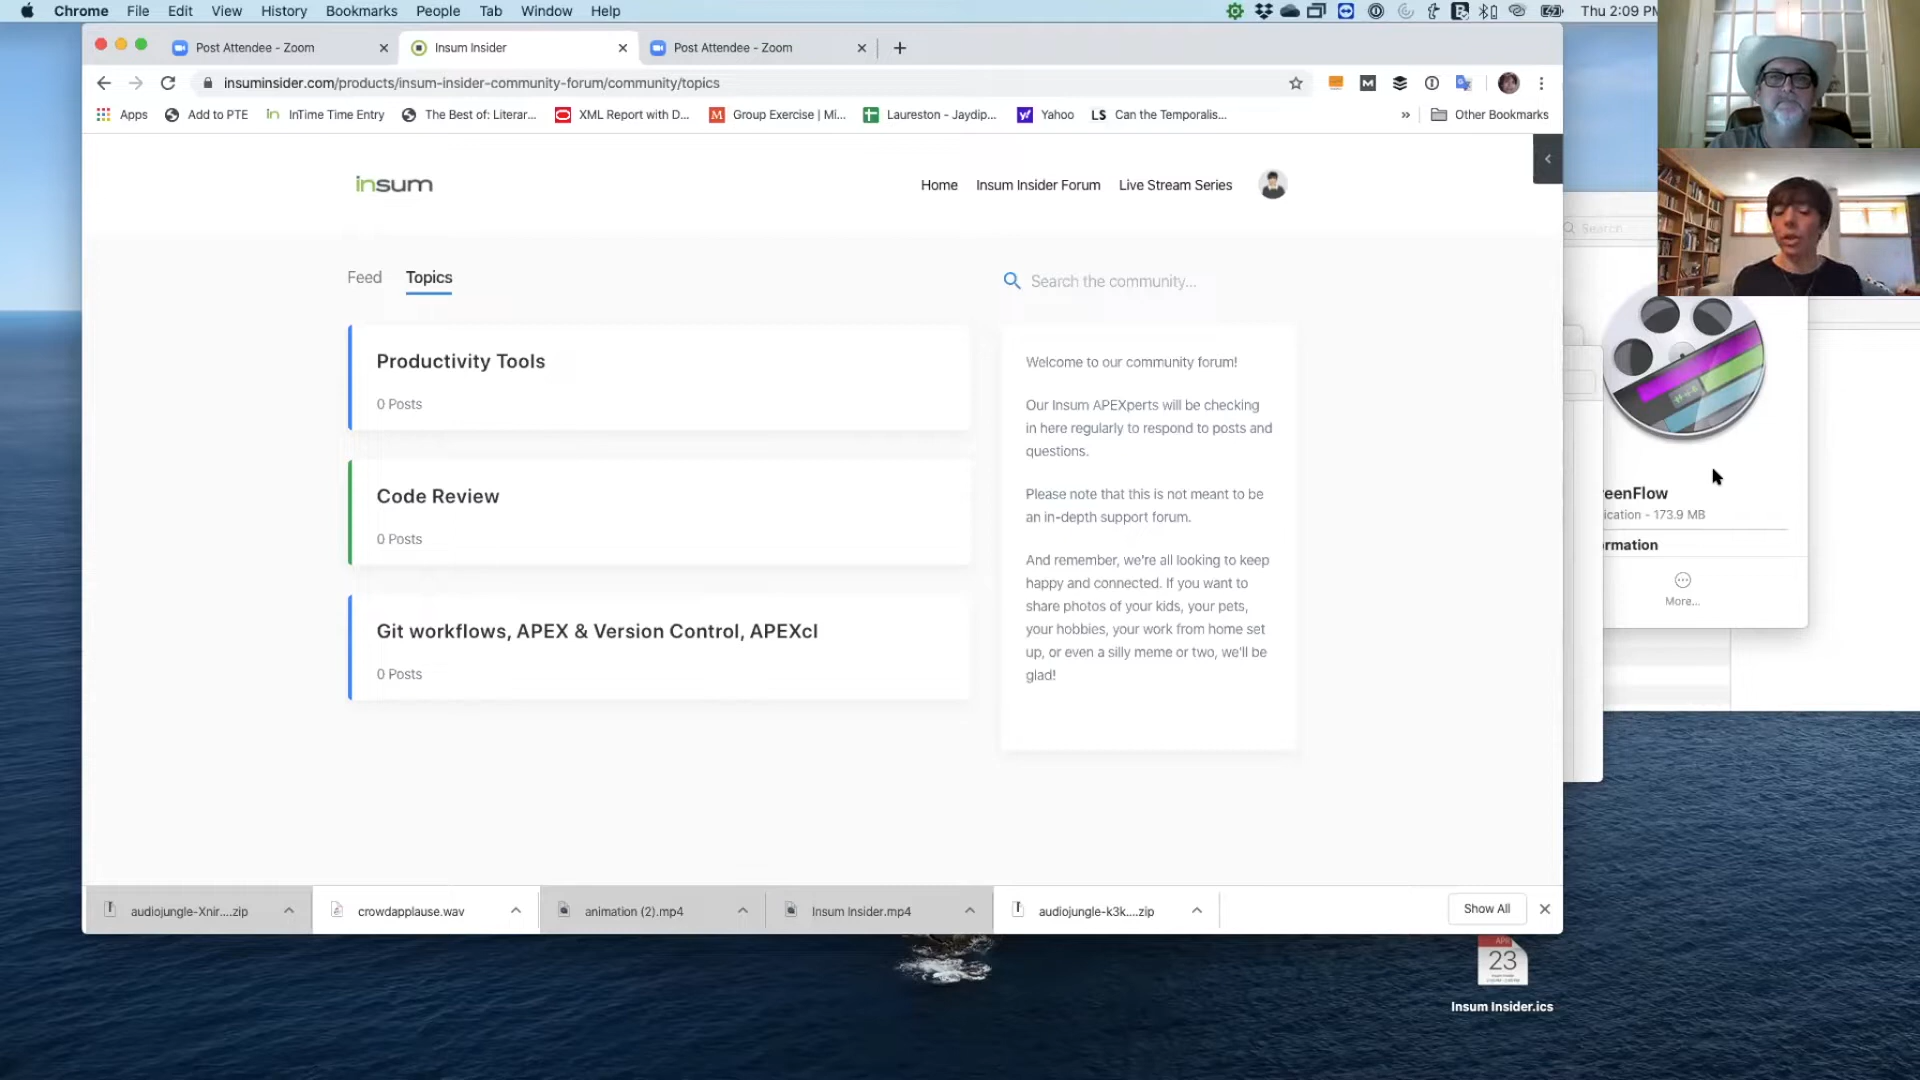 Chrome File Edit View History Bookmarks People Tab Window Help
Thu 2:09 PM
Post Attendee - Zoom
Insum Insider
Post Attendee - Zoom
insuminsider.com/products/insum-insider-community-forum/community/topics
Apps
Add to PTE
InTime Time Entry
The Best of: Literar...
XML Report with D...
Group Exercise | Mi...
Laureston - Jaydip...
Yahoo
LS Can the Temporalis...
»
Other Bookmarks
insum
Home Insum Insider Forum Live Stream Series
Feed Topics
Search the community...
Productivity Tools
0 Posts
Code Review
0 Posts
Git workflows, APEX & Version Control, APEXcl
0 Posts
Welcome to our community forum!
Our Insum APEXperts will be checking
in here regularly to respond to posts and
questions.
Please note that this is not meant to be
an in-depth support forum.
And remember, we're all looking to keep
happy and connected. If you want to
share photos of your kids, your pets,
your hobbies, your work from home set
up, or even a silly meme or two, we'll be
glad!
Search
eenFlow
ication - 173.9 MB
rmation
More...
audiojungle-Xnir....zip
crowdapplause.wav
animation (2).mp4
Insum Insider.mp4
audiojungle-k3k....zip
Show All
APR
23
Insum Insider.ics